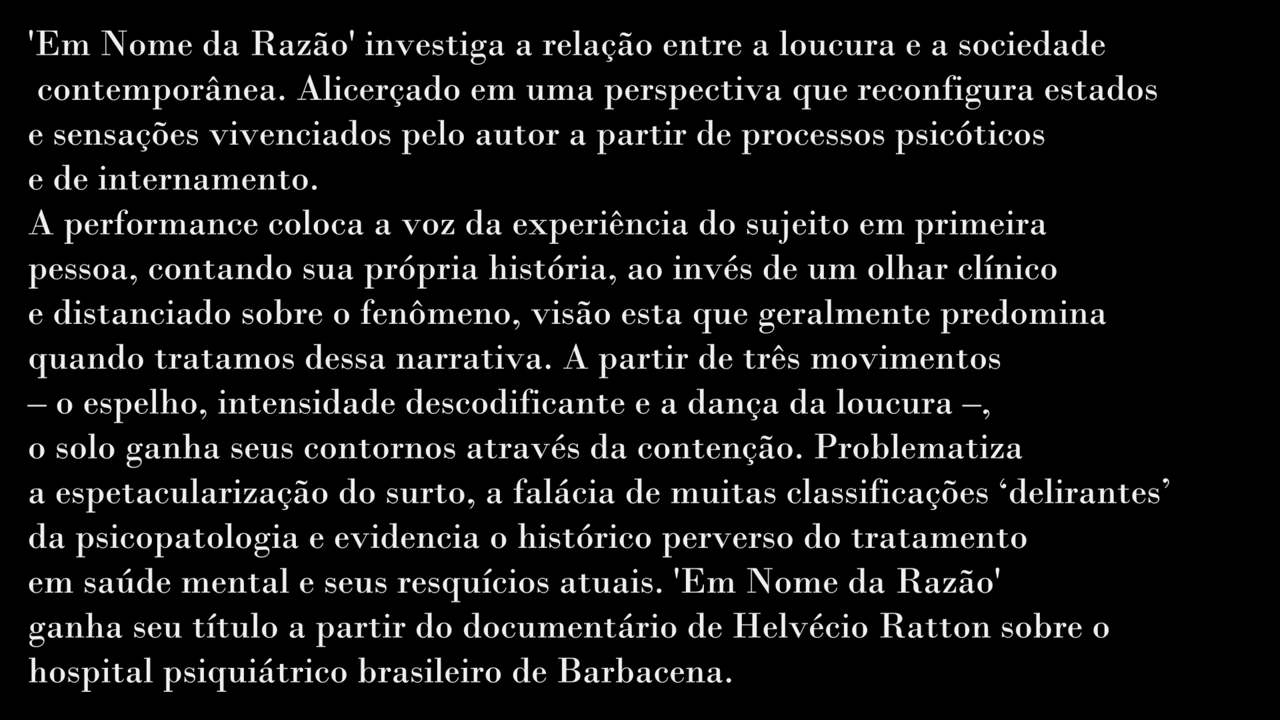 'Em Nome da Razão' investiga a relação entre a loucura e a sociedade
contemporânea. Alicerçado em uma perspectiva que reconfigura estados
e sensações vivenciados pelo autor a partir de processos psicóticos
e de internamento.
A performance coloca a voz da experiência do sujeito em primeira
pessoa, contando sua própria história, ao invés de um olhar clínico
e distanciado sobre o fenômeno, visão esta que geralmente predomina
quando tratamos dessa narrativa. A partir de três movimentos
– o espelho, intensidade descodificante e a dança da loucura –,
o solo ganha seus contornos através da contenção. Problematiza
a espetacularização do surto, a falácia de muitas classificações ‘delirantes’
da psicopatologia e evidencia o histórico perverso do tratamento
em saúde mental e seus resquícios atuais. 'Em Nome da Razão'
ganha seu título a partir do documentário de Helvécio Ratton sobre o
hospital psiquiátrico brasileiro de Barbacena.